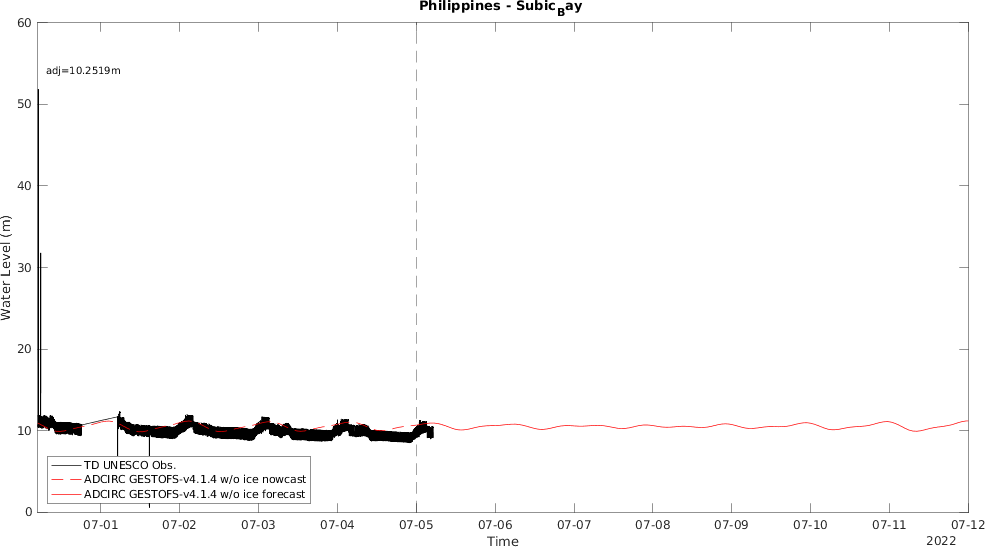 Philippines - Subic_Bay
adj=10.2519m
60
50
40
30
20
10
0
Water Level (m)
TD UNESCO Obs.
ADCIRC GESTOFS-v4.1.4 w/o ice nowcast
ADCIRC GESTOFS-v4.1.4 w/o ice forecast
07-01 07-02 07-03 07-04 07-05 07-06 07-07 07-08 07-09 07-10 07-11 07-12
Time
2022